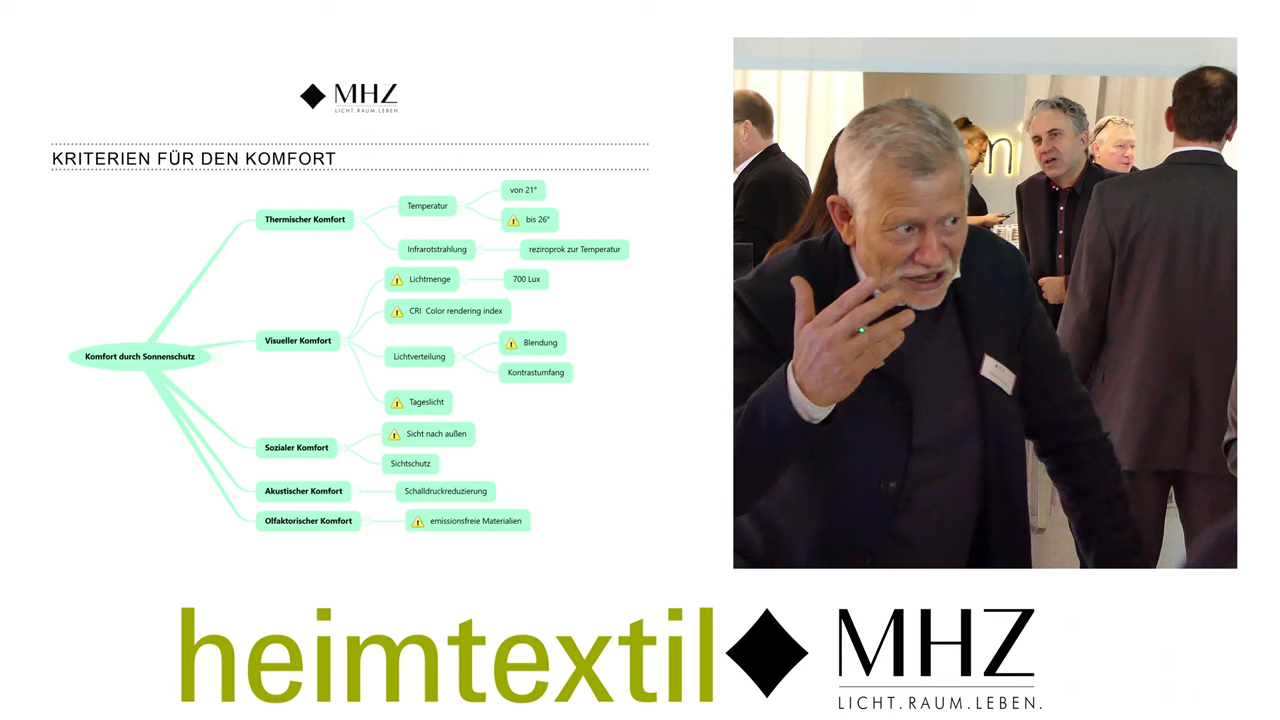 MHZ
LICHT.RAUM.LEBEN.
KRITERIEN FÜR DEN KOMFORT
Komfort durch Sonnenschutz
Thermischer Komfort
Temperatur
von 21°
bis 26°
Infrarotstrahlung
reziroprok zur Temperatur
Visueller Komfort
Lichtmenge
700 Lux
CRI Color rendering index
Lichtverteilung
Blendung
Kontrastumfang
Tageslicht
Sozialer Komfort
Sicht nach außen
Sichtschutz
Akustischer Komfort
Schalldruckreduzierung
Olfaktorischer Komfort
emissionsfreie Materialien
heimtextil
MHZ
LICHT.RAUM.LEBEN.